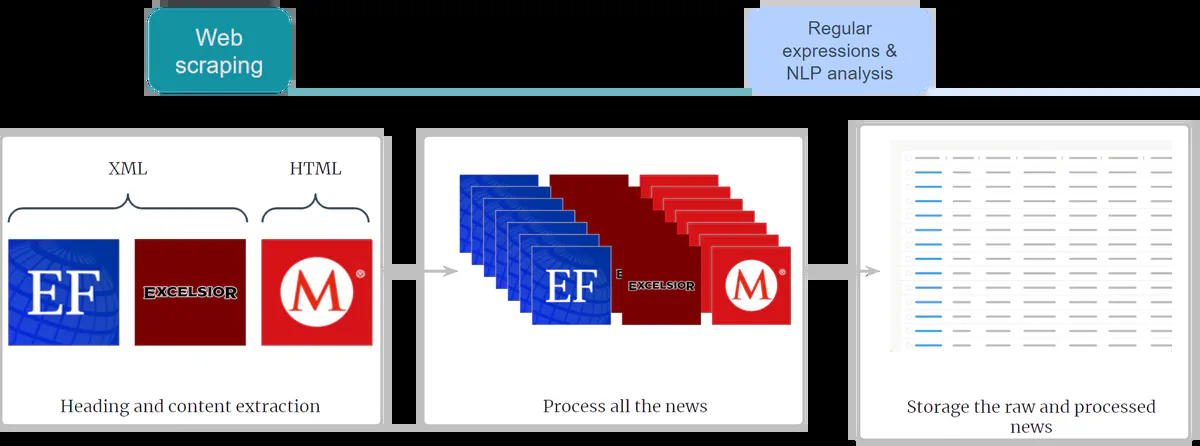 Web
scraping
Regular
expressions &
NLP analysis
XML
HTML
EF
EXCELSIOR
M®
Heading and content extraction
EF
EXCELSIOR
M®
Process all the news
Storage the raw and processed
news